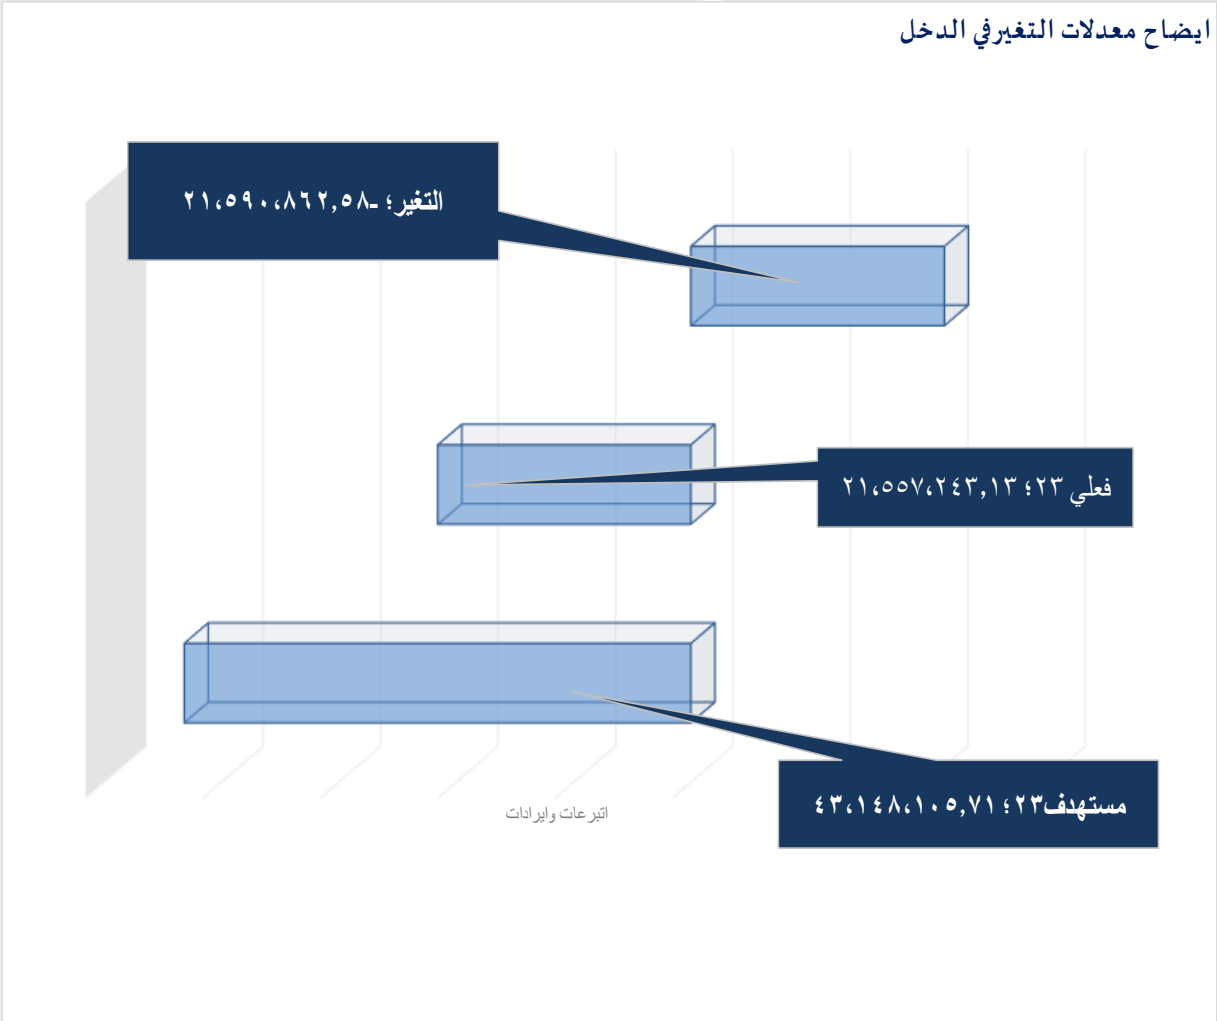 ايضاح معدلات التغيرفي الدخل
التغير؛ -٢١،٥٩٠،٨٦٢,٥٨
فعلي ٢٣؛ ٢١،٥٥٧،٢٤٣,١٣
مستهدف٢٣؛ ٤٣،١٤٨،١٠٥,٧١
اتبرعات وايرادات